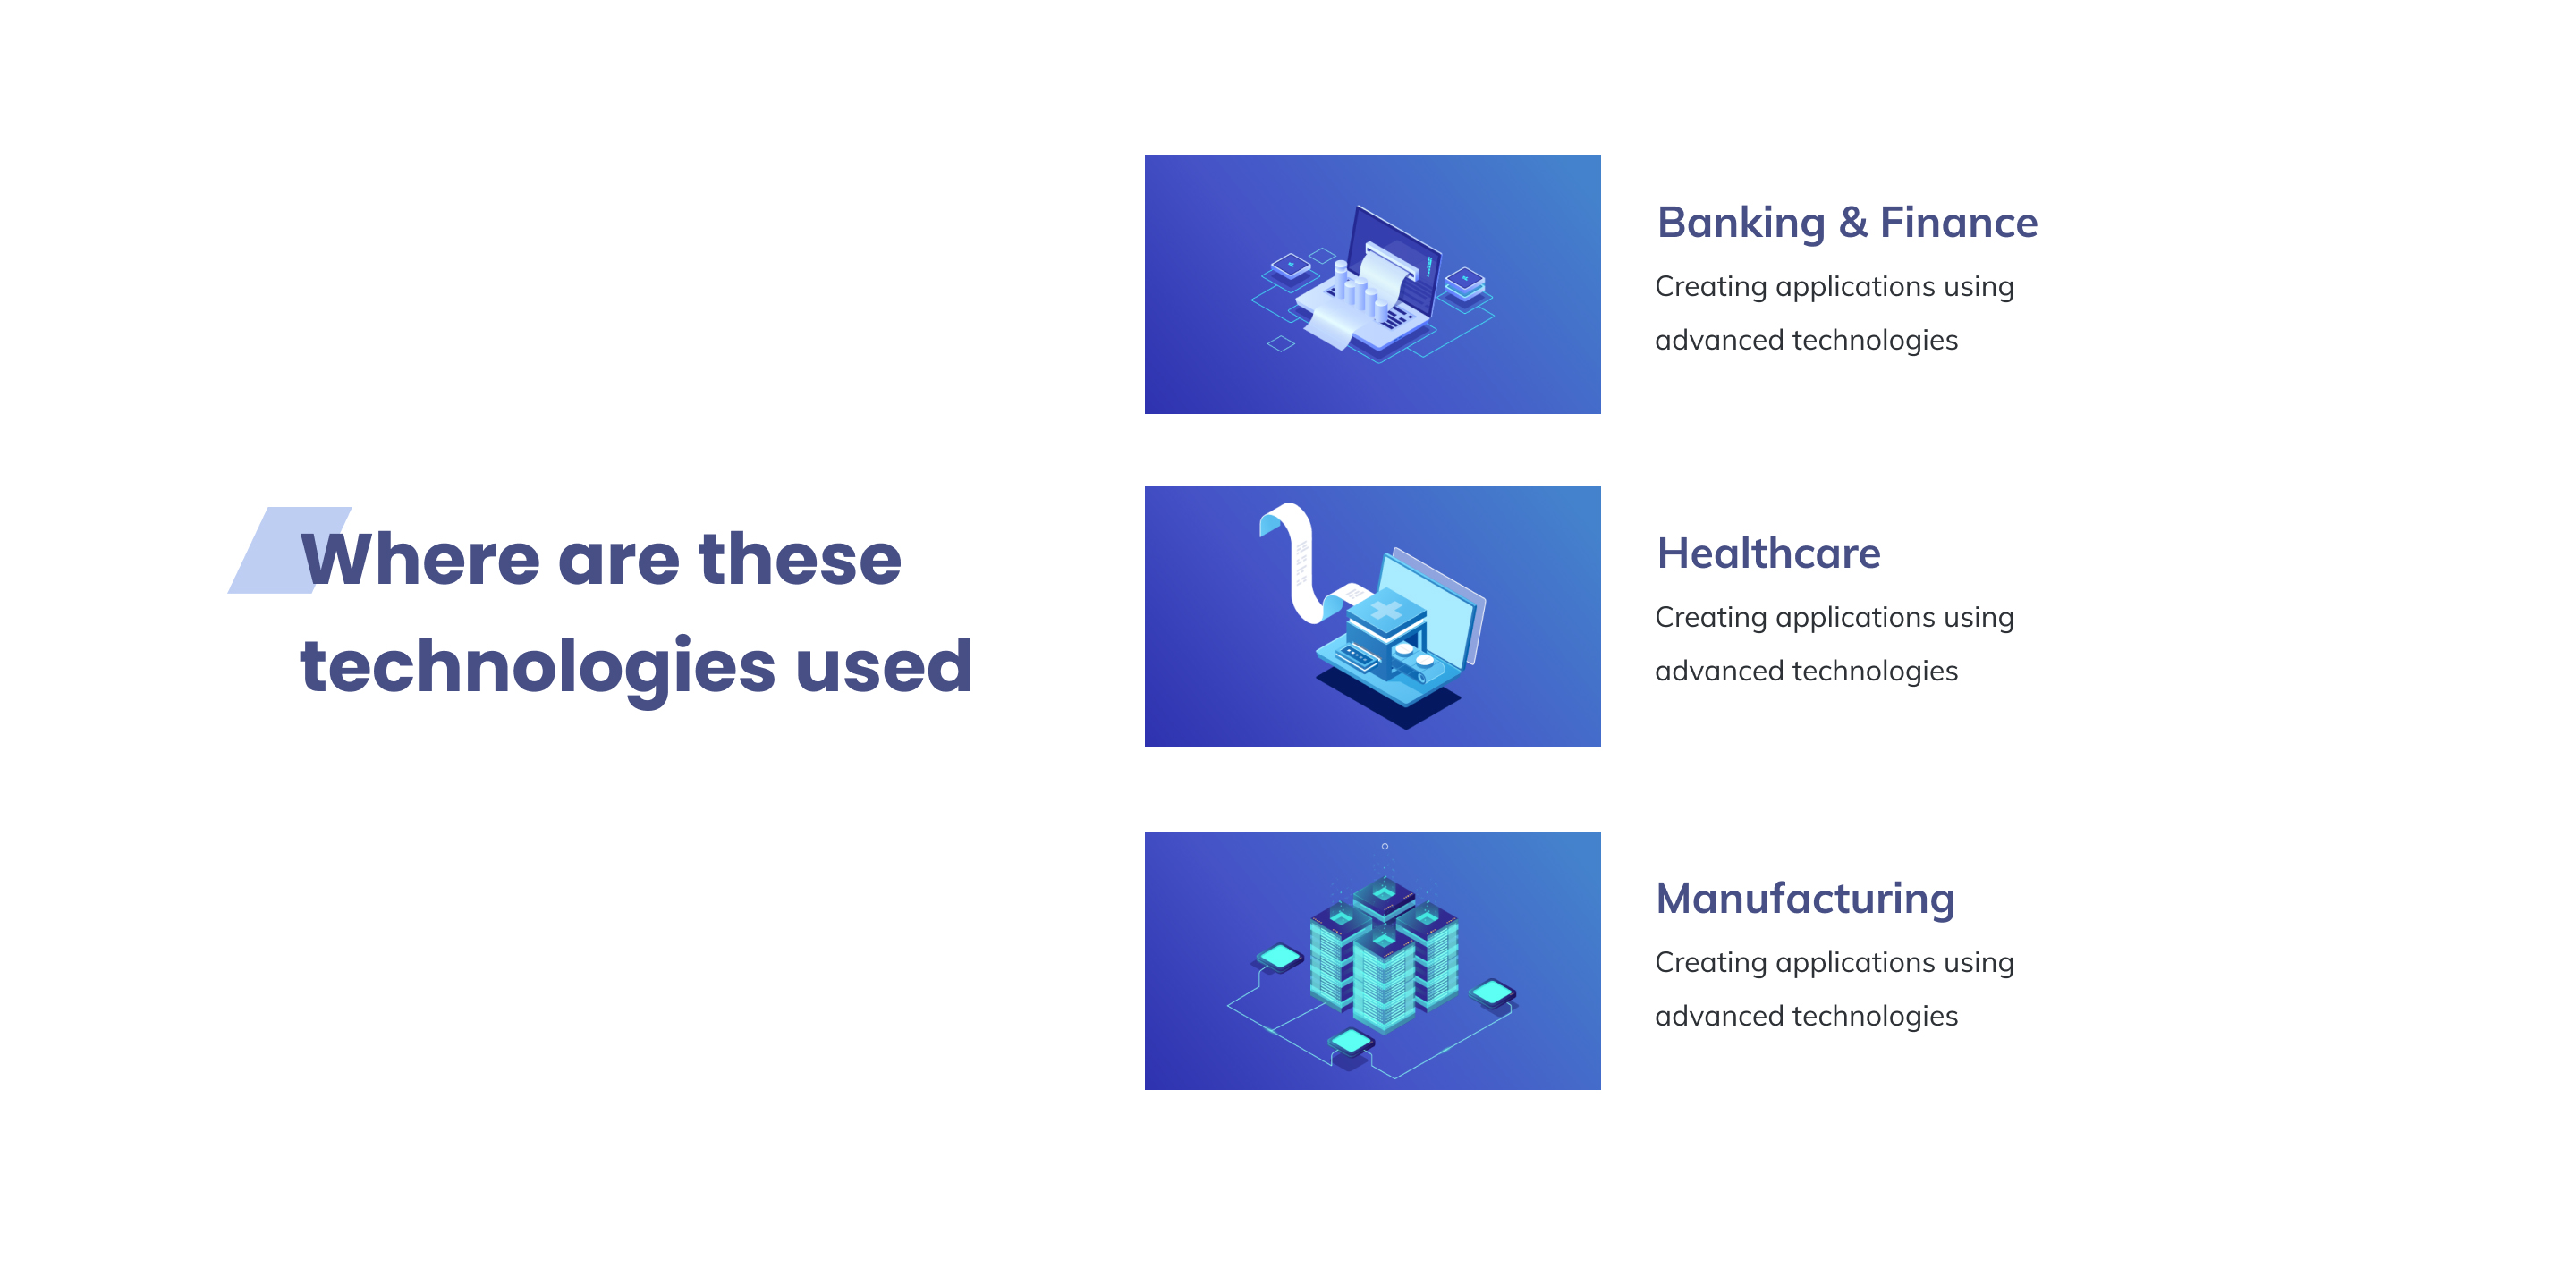 Where are these
technologies used
Banking & Finance
Creating applications using
advanced technologies
Healthcare
Creating applications using
advanced technologies
Manufacturing
Creating applications using
advanced technologies